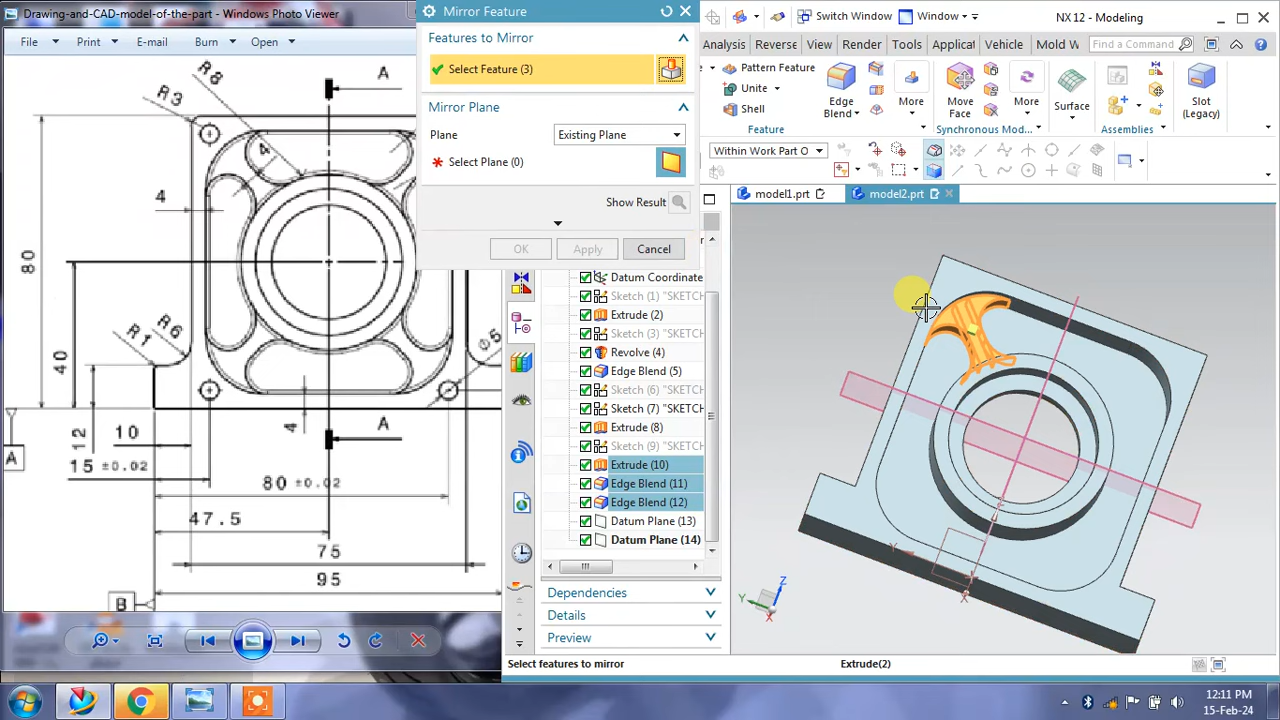 Drawing-and-CAD-model-of-the-part - Windows Photo Viewer
File Print E-mail Burn Open
R8
R3
A
4
4
80
40
R1
R6
ø5
12
10
4
A
A
15 ±0.02
80 ±0.02
47.5
75
95
B
Mirror Feature
Features to Mirror
Select Feature (3)
Mirror Plane
Plane Existing Plane
* Select Plane (0)
Show Result
OK Apply Cancel
Switch Window Window NX 12 - Modeling
Analysis Reverse View Render Tools Applicat Vehicle Mold W Find a Command
Pattern Feature
Unite
Shell
Edge
Blend
More
Move
Face
More
Surface
Slot
(Legacy)
Feature Synchronous Mod... Assemblies
Within Work Part O
model1.prt model2.prt
Datum Coordinate
Sketch (1) "SKETCH
Extrude (2)
Sketch (3) "SKETCH
Revolve (4)
Edge Blend (5)
Sketch (6) "SKETCH
Sketch (7) "SKETCH
Extrude (8)
Sketch (9) "SKETCH
Extrude (10)
Edge Blend (11)
Edge Blend (12)
Datum Plane (13)
Datum Plane (14)
Dependencies
Details
Preview
Y
X
Z
Y
X
Select features to mirror Extrude(2)
12:11 PM
15-Feb-24